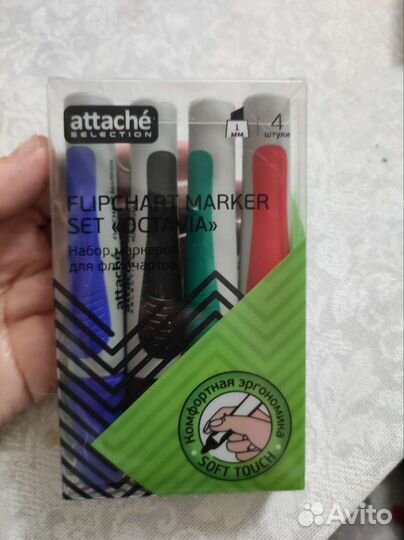 attaché
SELECTION
1
мм
4
штуки
FLIPCHART MARKER
SET «OCTAVIA»
Набор маркеров
для флипчартов
attaché
Комфортная эргономика
SOFT TOUCH
Avito